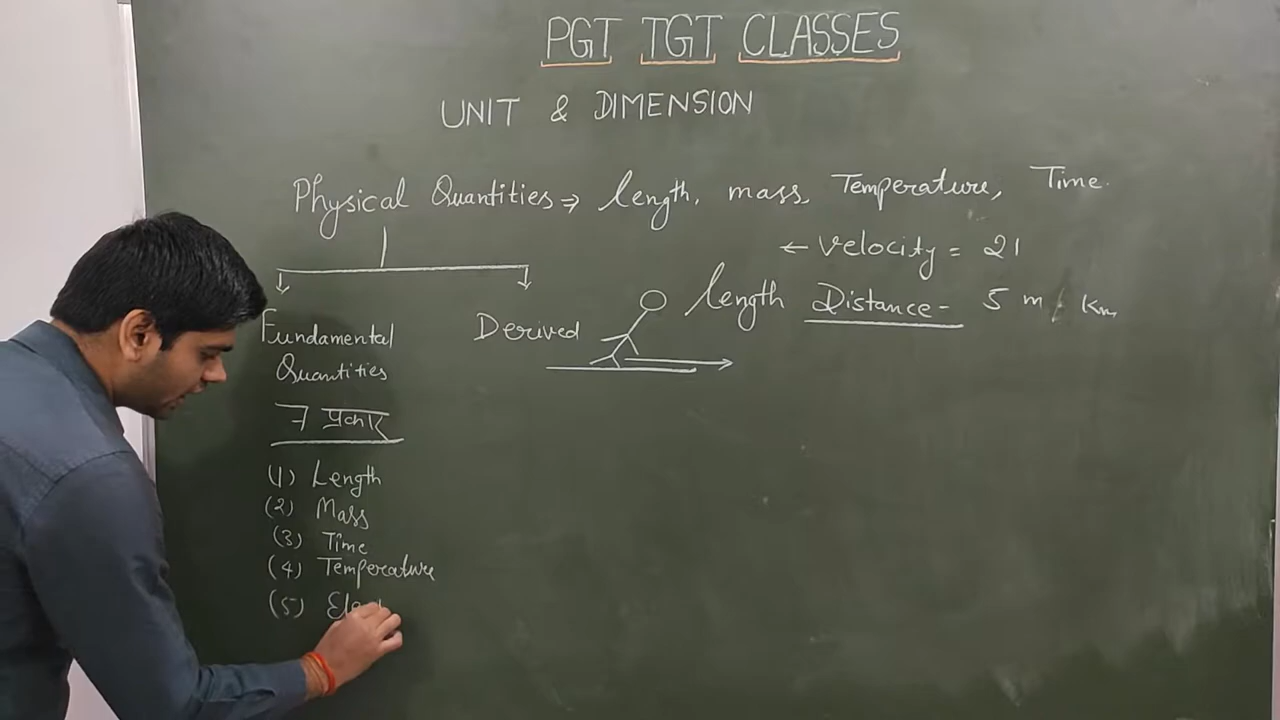 PGT TGT CLASSES
UNIT & DIMENSION
Physical Quantities ⇒ length, mass, Temperature, Time.
← Velocity = 21
length Distance - 5 m, Km
Fundamental
Quantities
Derived
7 प्रकार
(1) Length
(2) Mass
(3) Time
(4) Temperature
(5)